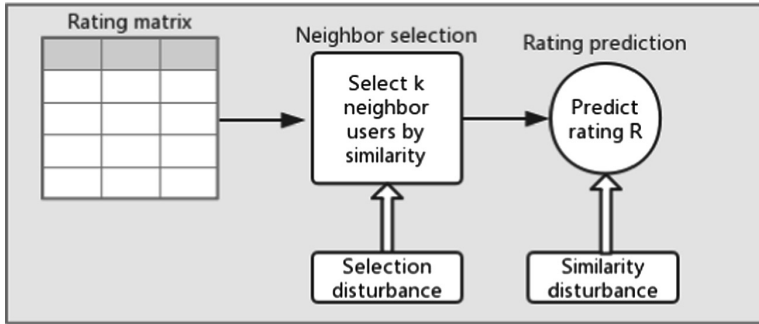 Rating matrix
Neighbor selection
Rating prediction
Select k
neighbor
users by
similarity
Predict
rating R
Selection
disturbance
Similarity
disturbance